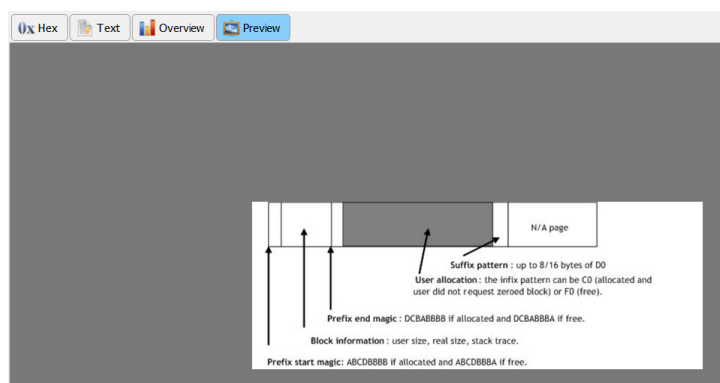 0x Hex
Text
Overview
Preview
N/A page
Suffix pattern : up to 8/16 bytes of D0
User allocation : the infix pattern can be C0 (allocated and
user did not request zeroed block) or F0 (free).
Prefix end magic : DCBABBBB if allocated and DCBABBBA if free.
Block information : user size, real size, stack trace.
Prefix start magic: ABCDBBBB if allocated and ABCDBBBA if free.